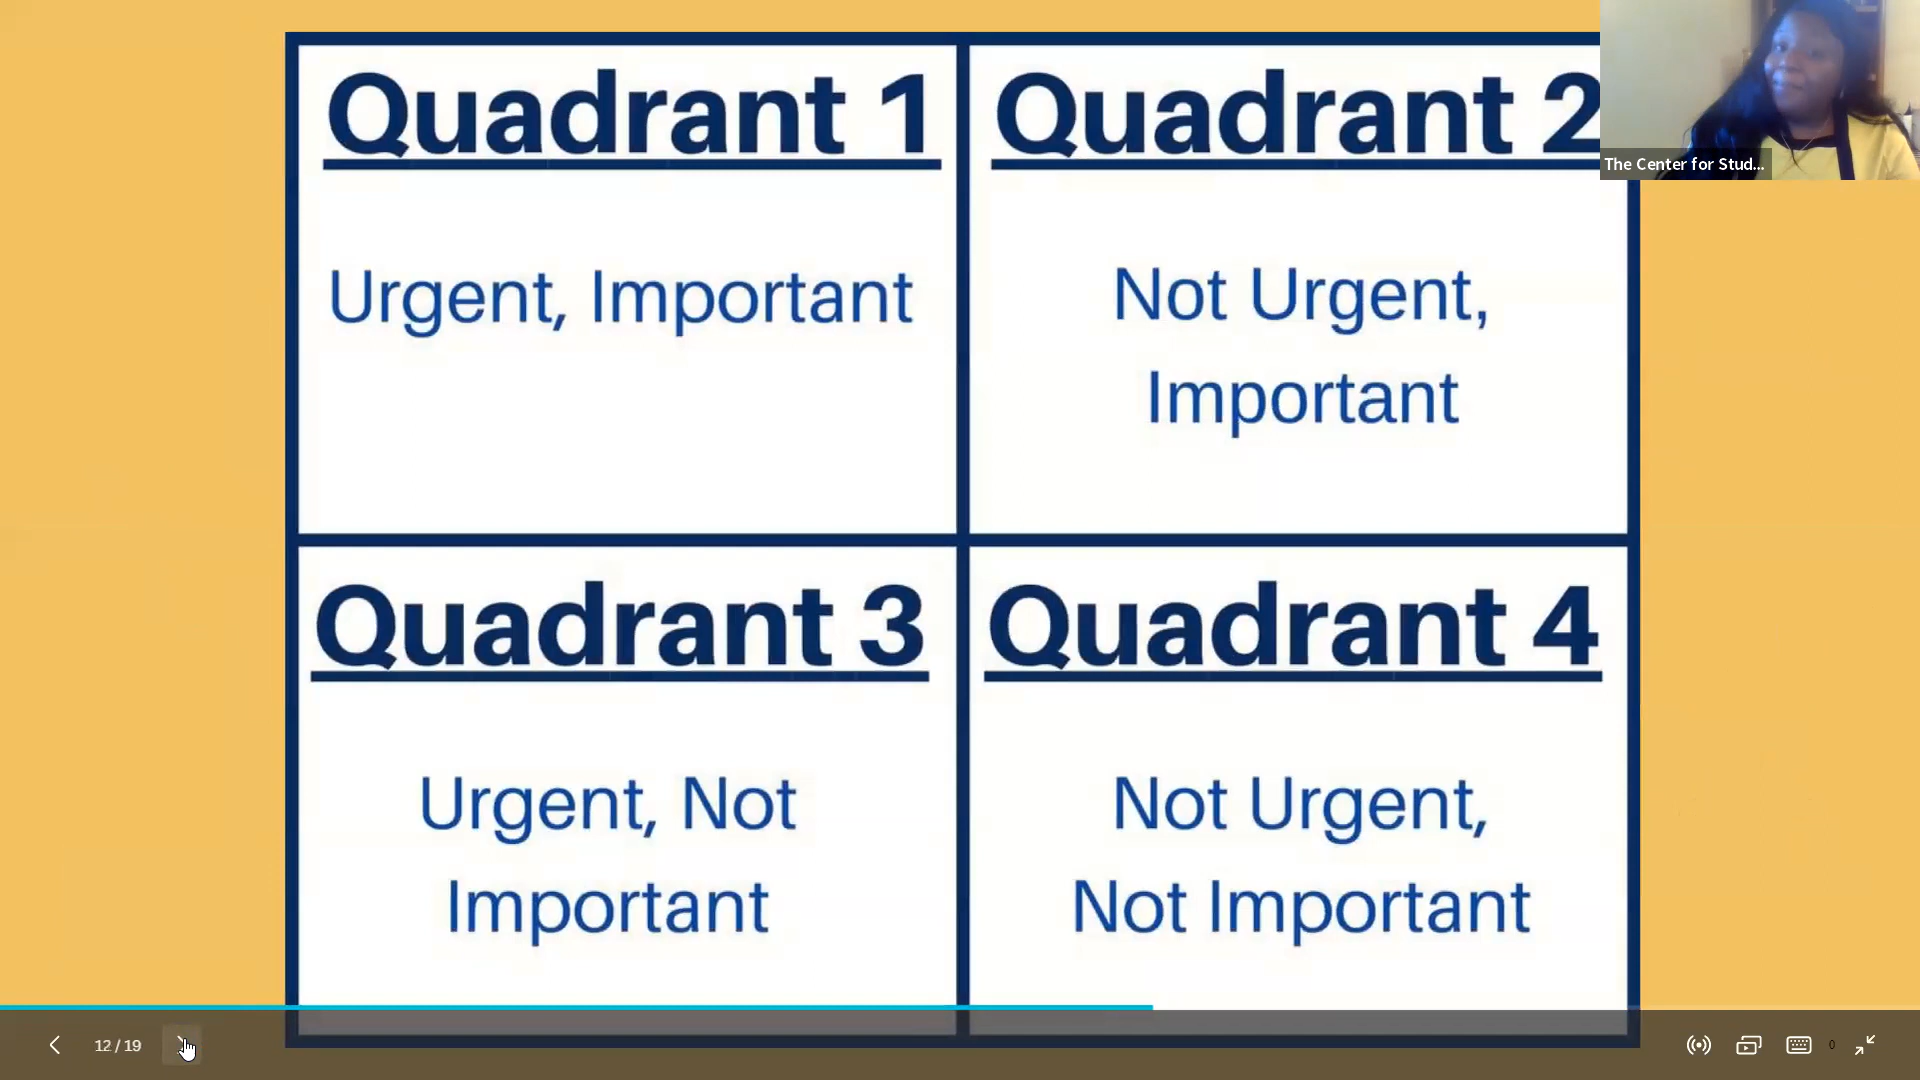 Quadrant 1
Urgent, Important
Quadrant 2
Not Urgent,
Important
The Center for Stud...
Quadrant 3
Urgent, Not
Important
Quadrant 4
Not Urgent,
Not Important
12 / 19
0